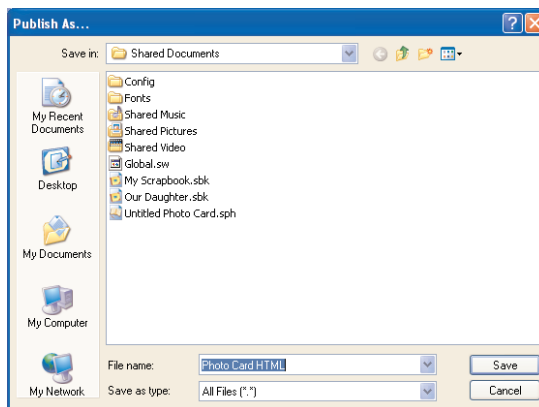 Publish As...
Save in: Shared Documents
My Recent
Documents
Desktop
My Documents
My Computer
My Network
Config
Fonts
Shared Music
Shared Pictures
Shared Video
Global.sw
My Scrapbook.sbk
Our Daughter.sbk
Untitled Photo Card.sph
File name: Photo Card HTML Save
Save as type: All Files (*.*) Cancel